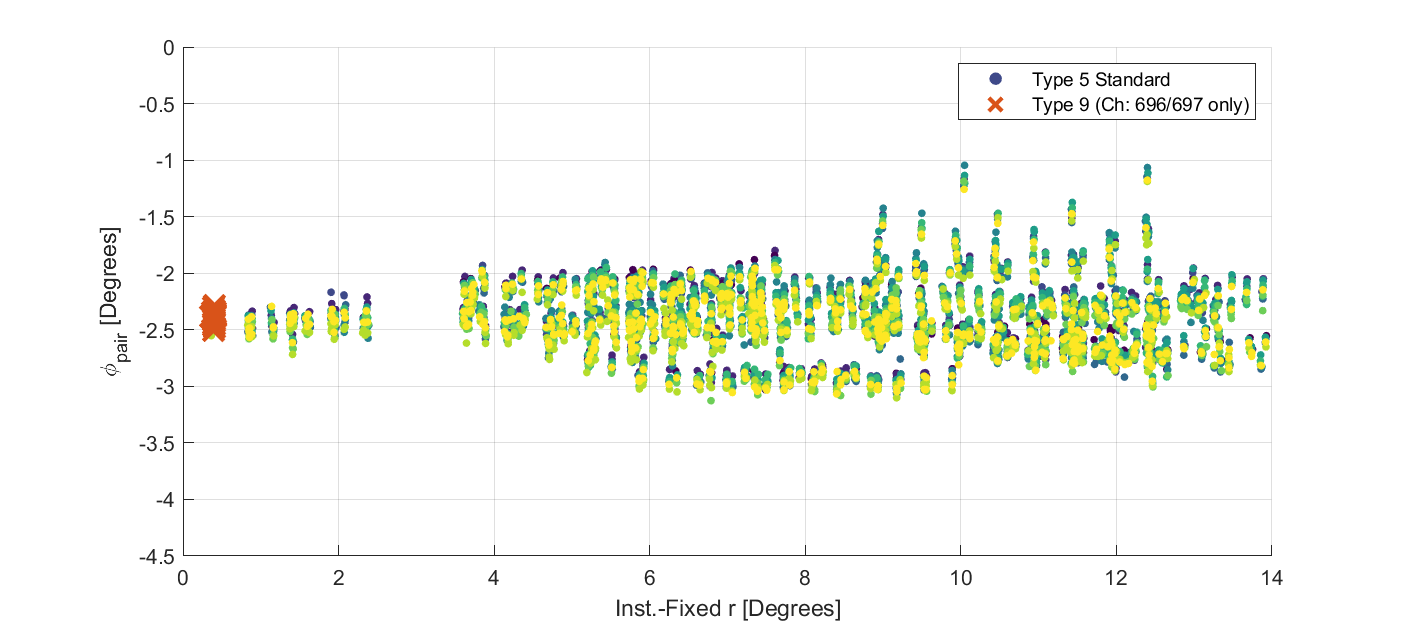 0
-0.5
-1
-1.5
-2
-2.5
-3
-3.5
-4
-4.5
ϕpair [Degrees]
0 2 4 6 8 10 12 14
Inst.-Fixed r [Degrees]
Type 5 Standard
Type 9 (Ch: 696/697 only)